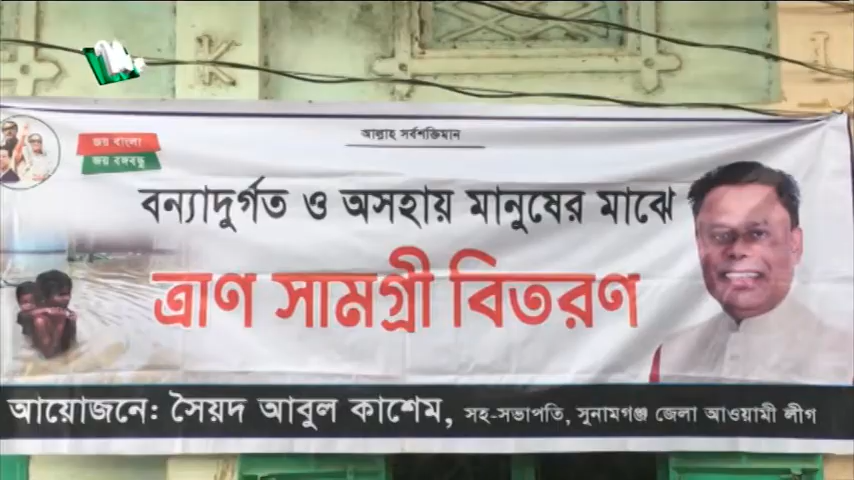 আল্লাহ সর্বশক্তিমান
জয় বাংলা
জয় বঙ্গবন্ধু
বন্যাদুর্গত ও অসহায় মানুষের মাঝে
ত্রাণ সামগ্রী বিতরণ
আয়োজনে: সৈয়দ আবুল কাশেম, সহ-সভাপতি, সুনামগঞ্জ জেলা আওয়ামী লীগ